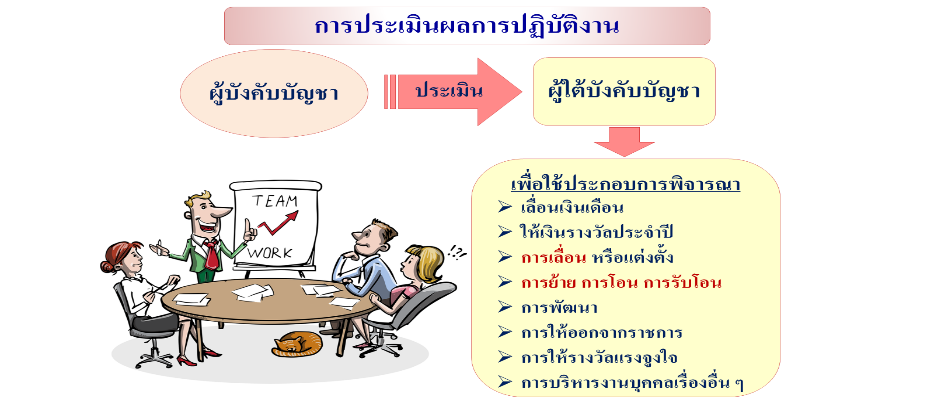 การประเมินผลการปฏิบัติงาน
ผู้บังคับบัญชา
ประเมิน
ผู้ใต้บังคับบัญชา
TEAM
WORK
!?!
เพื่อใช้ประกอบการพิจารณา
➢ เลื่อนเงินเดือน
➢ ให้เงินรางวัลประจำปี
➢ การเลื่อน หรือแต่งตั้ง
➢ การย้าย การโอน การรับโอน
➢ การพัฒนา
➢ การให้ออกจากราชการ
➢ การให้รางวัลแรงจูงใจ
➢ การบริหารงานบุคคลเรื่องอื่น ๆ